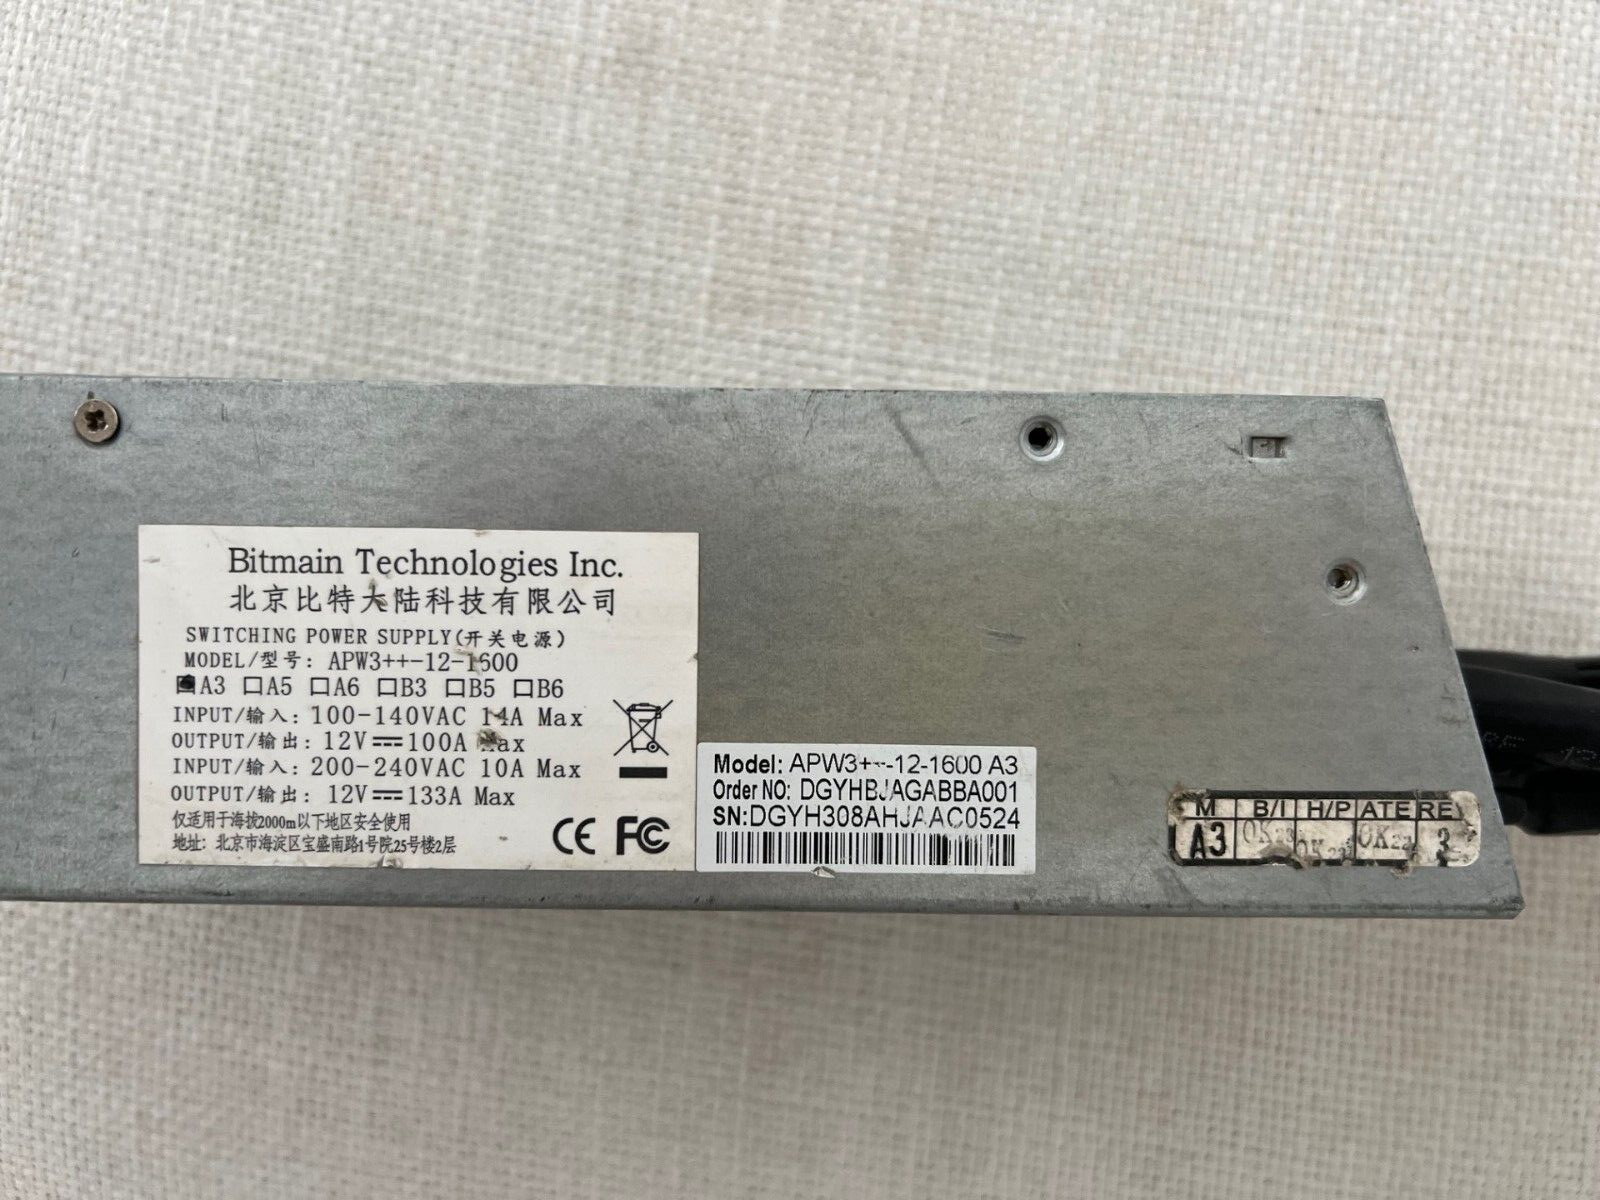 Bitmain Technologies Inc.
北京比特大陆科技有限公司
SWITCHING POWER SUPPLY(开关电源)
MODEL/型号: APW3++-12-1600
A3 A5 A6 B3 B5 B6
INPUT/输入: 100-140VAC 14A Max
OUTPUT/输出: 12V 100A Max
INPUT/输入: 200-240VAC 10A Max
OUTPUT/输出: 12V 133A Max
仅适用于海拔2000m以下地区安全使用
地址: 北京市海淀区宝盛南路1号院25号楼2层
CE FC
Model: APW3++-12-1600 A3
Order NO: DGYHBJAGABBA001
SN:DGYH308AHJAAC0524
M B/I H/P ATE RE
A3 OK OK OK22 3